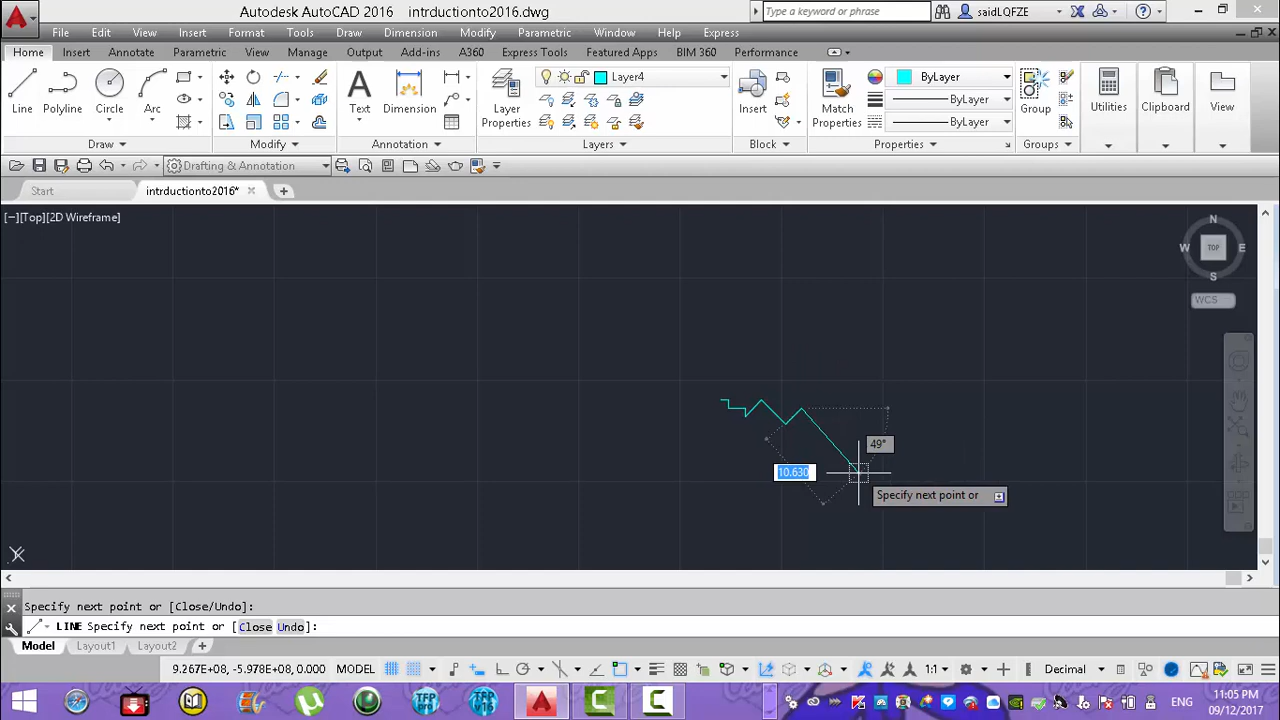 Autodesk AutoCAD 2016 intrductionto2016.dwg
Type a keyword or phrase
saidLQFZE
File Edit View Insert Format Tools Draw Dimension Modify Parametric Window Help Express
Home Insert Annotate Parametric View Manage Output Add-ins A360 Express Tools Featured Apps BIM 360 Performance
Layer4
ByLayer
ByLayer
ByLayer
Line Polyline Circle Arc
Text Dimension
Layer Properties
Insert
Match Properties
Group
Utilities
Clipboard
View
Draw Modify Annotation Layers Block Properties Groups
Drafting & Annotation
Start intrductionto2016*
[−][Top][2D Wireframe]
N
W TOP E
S
WCS
49°
10.630
Specify next point or
Specify next point or [Close/Undo]:
LINE Specify next point or [Close Undo]:
Model Layout1 Layout2
9.267E+08, -5.978E+08, 0.000 MODEL 1:1 Decimal
TFP pro TFP V16
ENG
11:05 PM
09/12/2017